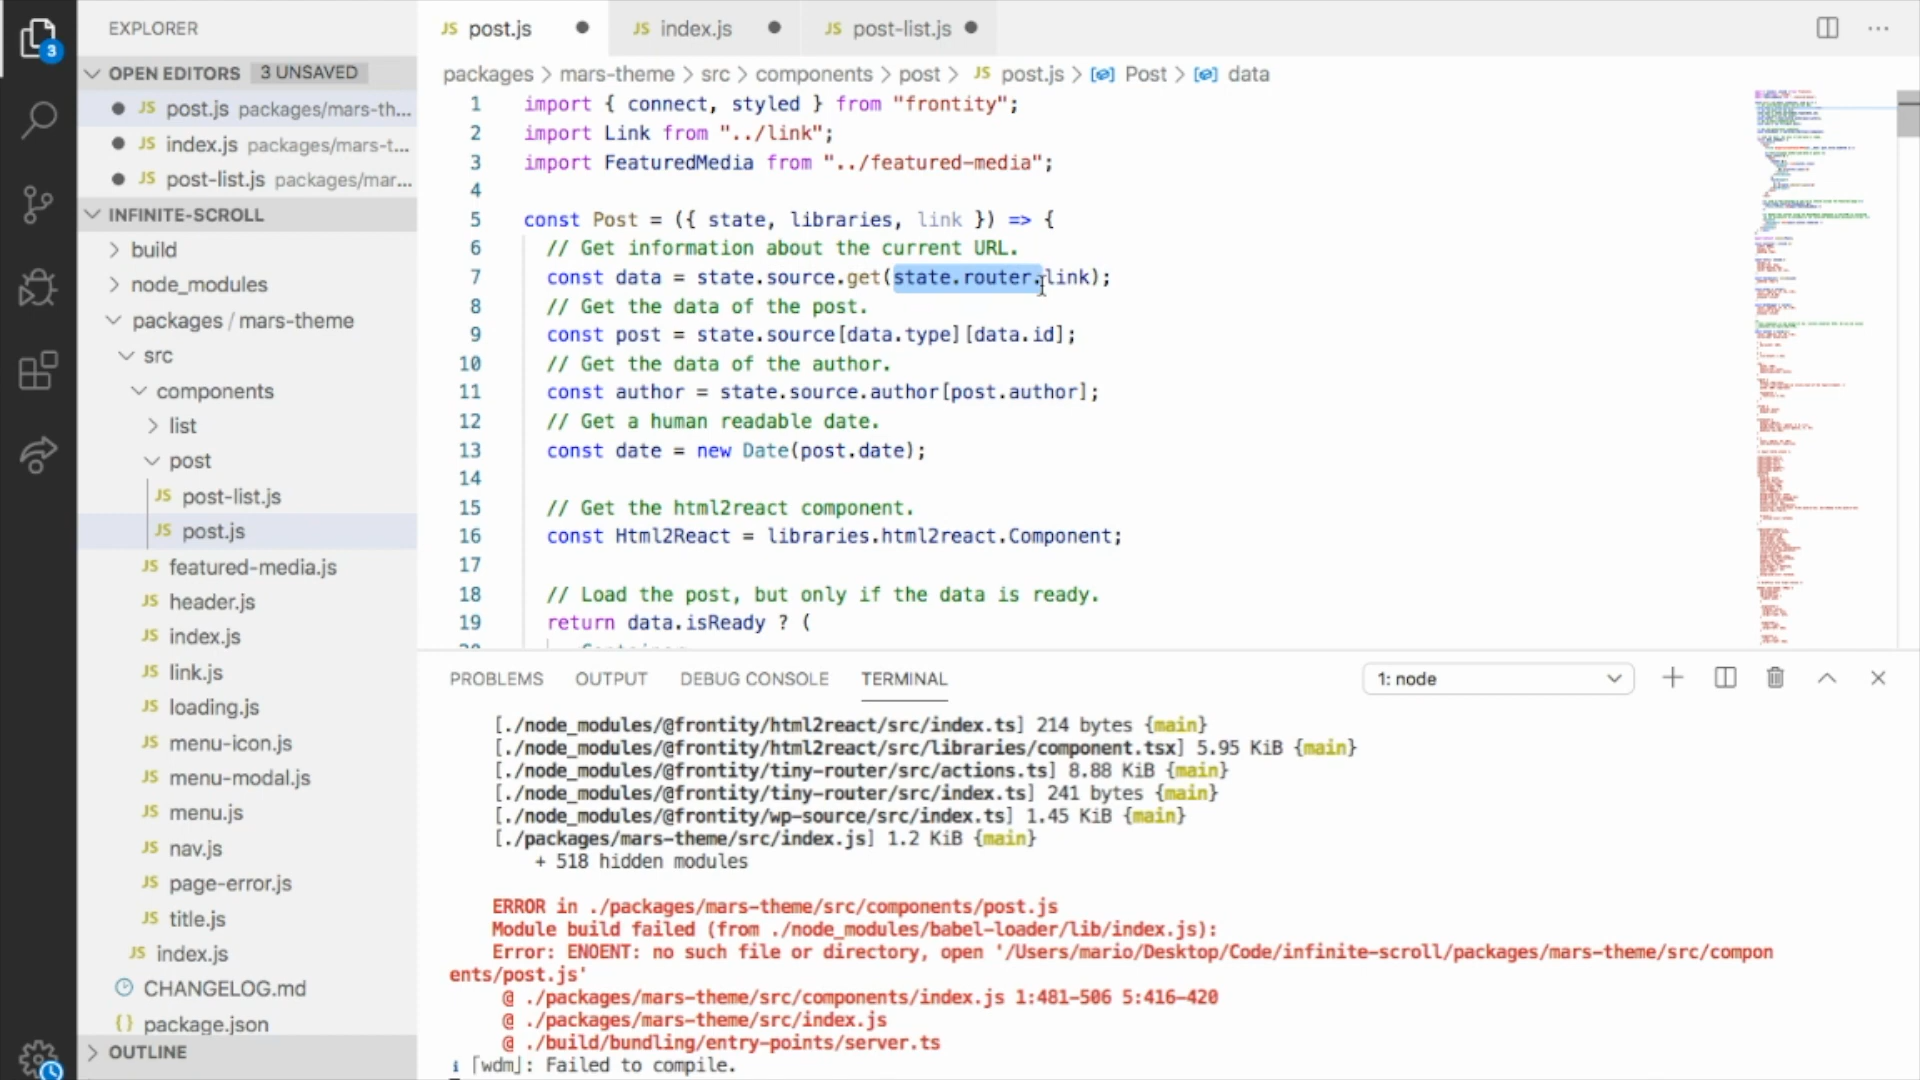 EXPLORER
3
OPEN EDITORS 3 UNSAVED
JS post.js packages/mars-th...
JS index.js packages/mars-t...
JS post-list.js packages/mar...
INFINITE-SCROLL
build
node_modules
packages / mars-theme
src
components
list
post
JS post-list.js
JS post.js
JS featured-media.js
JS header.js
JS index.js
JS link.js
JS loading.js
JS menu-icon.js
JS menu-modal.js
JS menu.js
JS nav.js
JS page-error.js
JS title.js
JS index.js
CHANGELOG.md
{} package.json
OUTLINE
JS post.js JS index.js JS post-list.js
packages > mars-theme > src > components > post > JS post.js > Post > data
1 import { connect, styled } from "frontity";
2 import Link from "../link";
3 import FeaturedMedia from "../featured-media";
4
5 const Post = ({ state, libraries, link }) => {
6 // Get information about the current URL.
7 const data = state.source.get(state.router.link);
8 // Get the data of the post.
9 const post = state.source[data.type][data.id];
10 // Get the data of the author.
11 const author = state.source.author[post.author];
12 // Get a human readable date.
13 const date = new Date(post.date);
14
15 // Get the html2react component.
16 const Html2React = libraries.html2react.Component;
17
18 // Load the post, but only if the data is ready.
19 return data.isReady ? (
PROBLEMS OUTPUT DEBUG CONSOLE TERMINAL 1: node
[./node_modules/@frontity/html2react/src/index.ts] 214 bytes {main}
[./node_modules/@frontity/html2react/src/libraries/component.tsx] 5.95 KiB {main}
[./node_modules/@frontity/tiny-router/src/actions.ts] 8.88 KiB {main}
[./node_modules/@frontity/tiny-router/src/index.ts] 241 bytes {main}
[./node_modules/@frontity/wp-source/src/index.ts] 1.45 KiB {main}
[./packages/mars-theme/src/index.js] 1.2 KiB {main}
+ 518 hidden modules
ERROR in ./packages/mars-theme/src/components/post.js
Module build failed (from ./node_modules/babel-loader/lib/index.js):
Error: ENOENT: no such file or directory, open '/Users/mario/Desktop/Code/infinite-scroll/packages/mars-theme/src/compon
ents/post.js'
@ ./packages/mars-theme/src/components/index.js 1:481-506 5:416-420
@ ./packages/mars-theme/src/index.js
@ ./build/bundling/entry-points/server.ts
ℹ ｢wdm｣: Failed to compile.